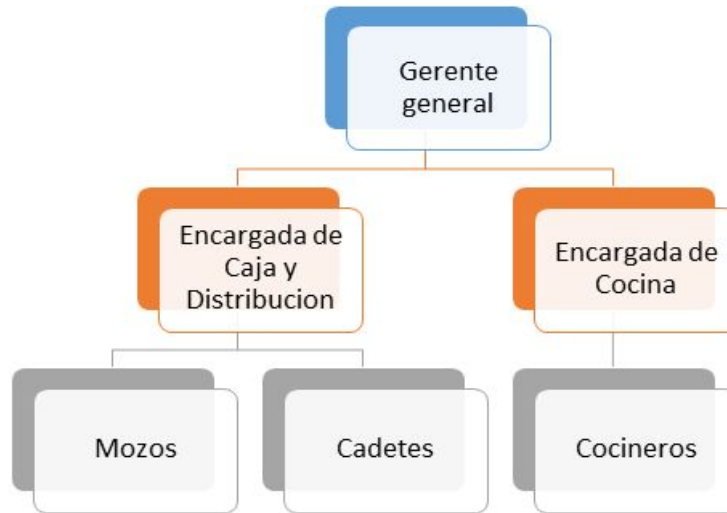 Gerente
general
Encargada de
Caja y
Distribucion
Encargada de
Cocina
Mozos
Cadetes
Cocineros